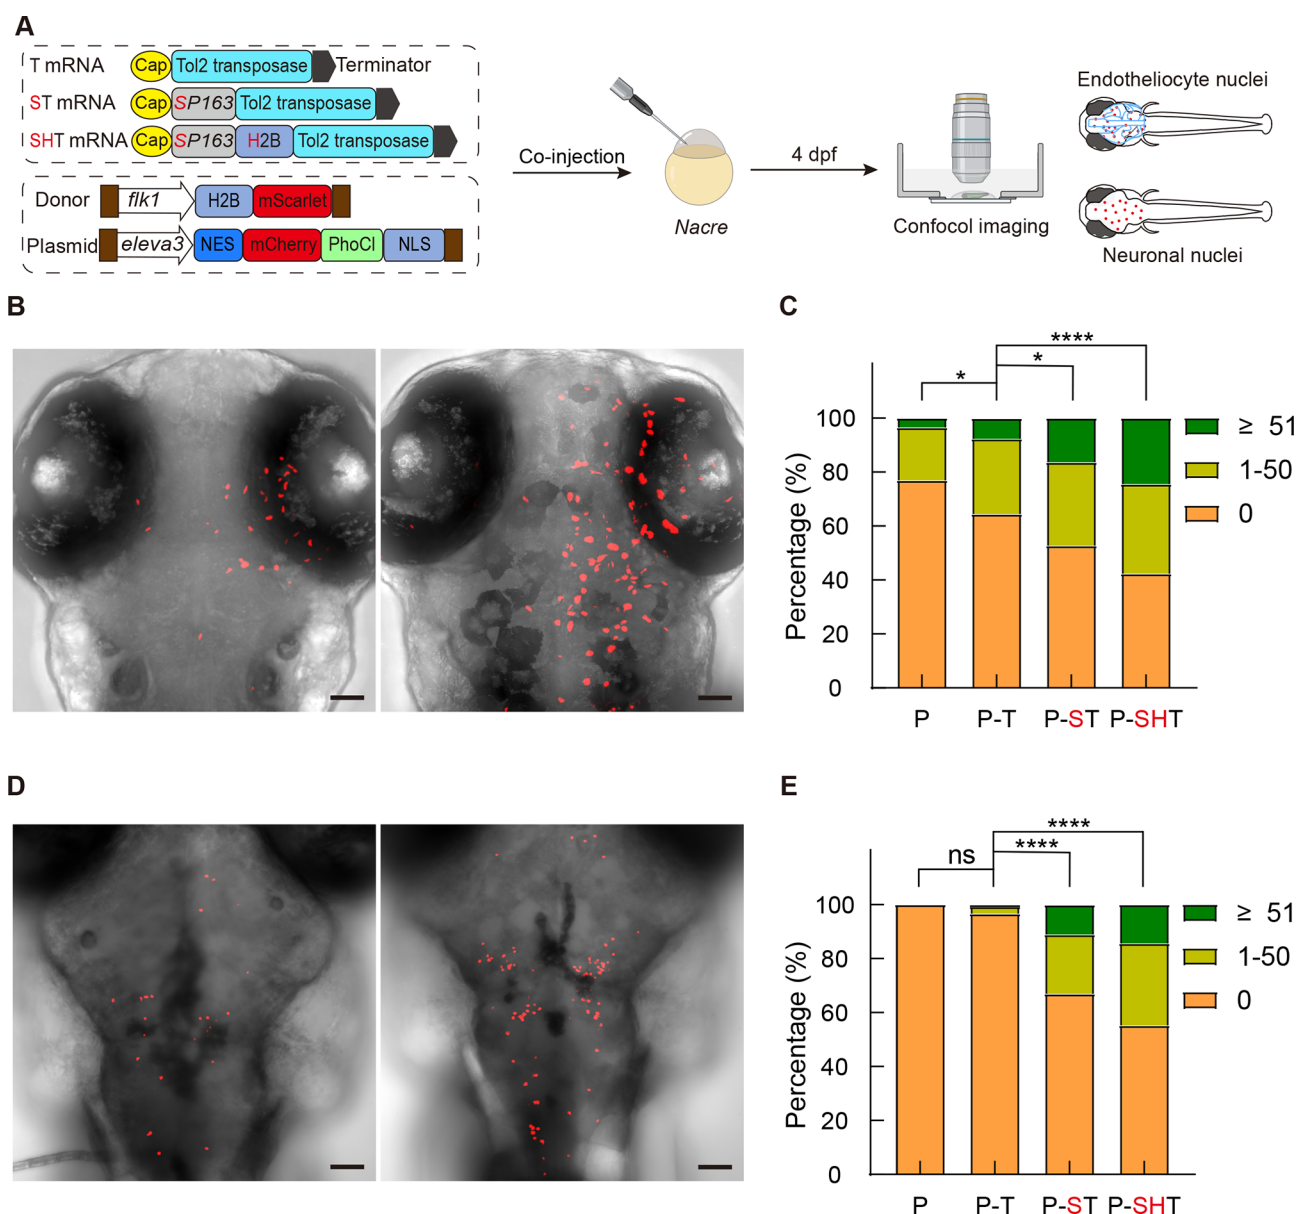 A
T mRNA Cap Tol2 transposase Terminator
ST mRNA Cap SP163 Tol2 transposase
SHT mRNA Cap SP163 H2B Tol2 transposase
Donor flk1 H2B mScarlet
Plasmid eleva3 NES mCherry PhoCl NLS
Co-injection
Nacre
4 dpf
Confocol imaging
Endotheliocyte nuclei
Neuronal nuclei
B
C
****
*
*
100
80
60
40
20
0
Percentage (%)
P P-T P-ST P-SHT
≥ 51
1-50
0
D
E
****
****
ns
100
80
60
40
20
0
Percentage (%)
P P-T P-ST P-SHT
≥ 51
1-50
0